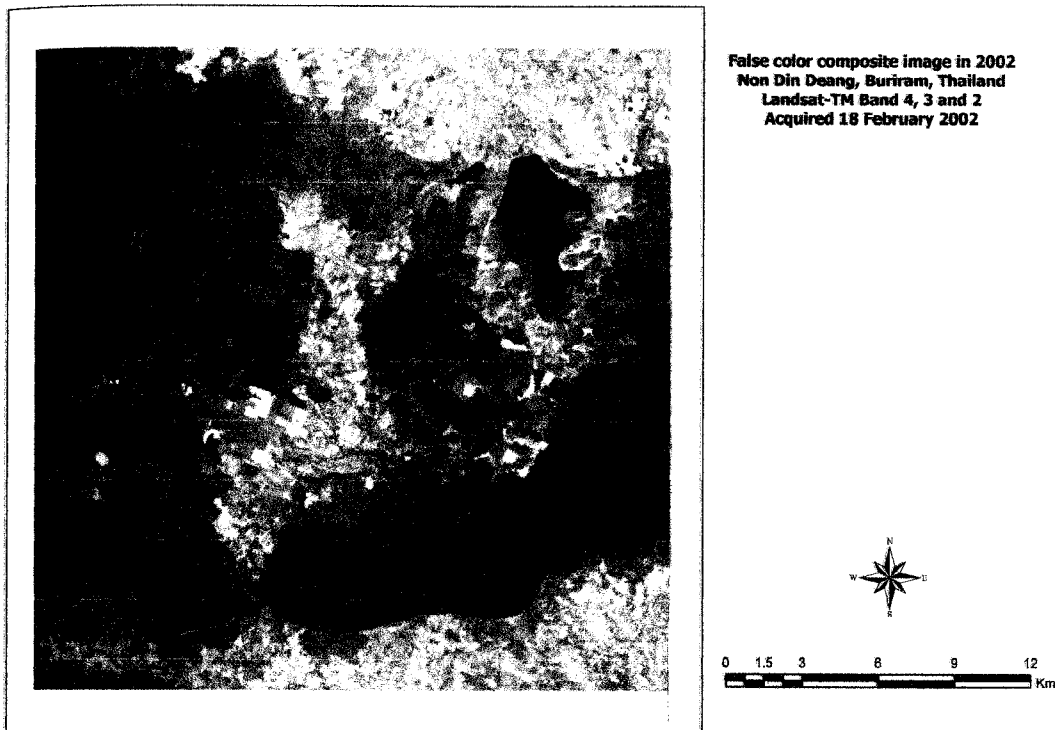 False color composite image in 2002
Non Din Deang, Buriram, Thailand
Landsat-TM Band 4, 3 and 2
Acquired 18 February 2002
N
W E
S
0 1.5 3 6 9 12
Km